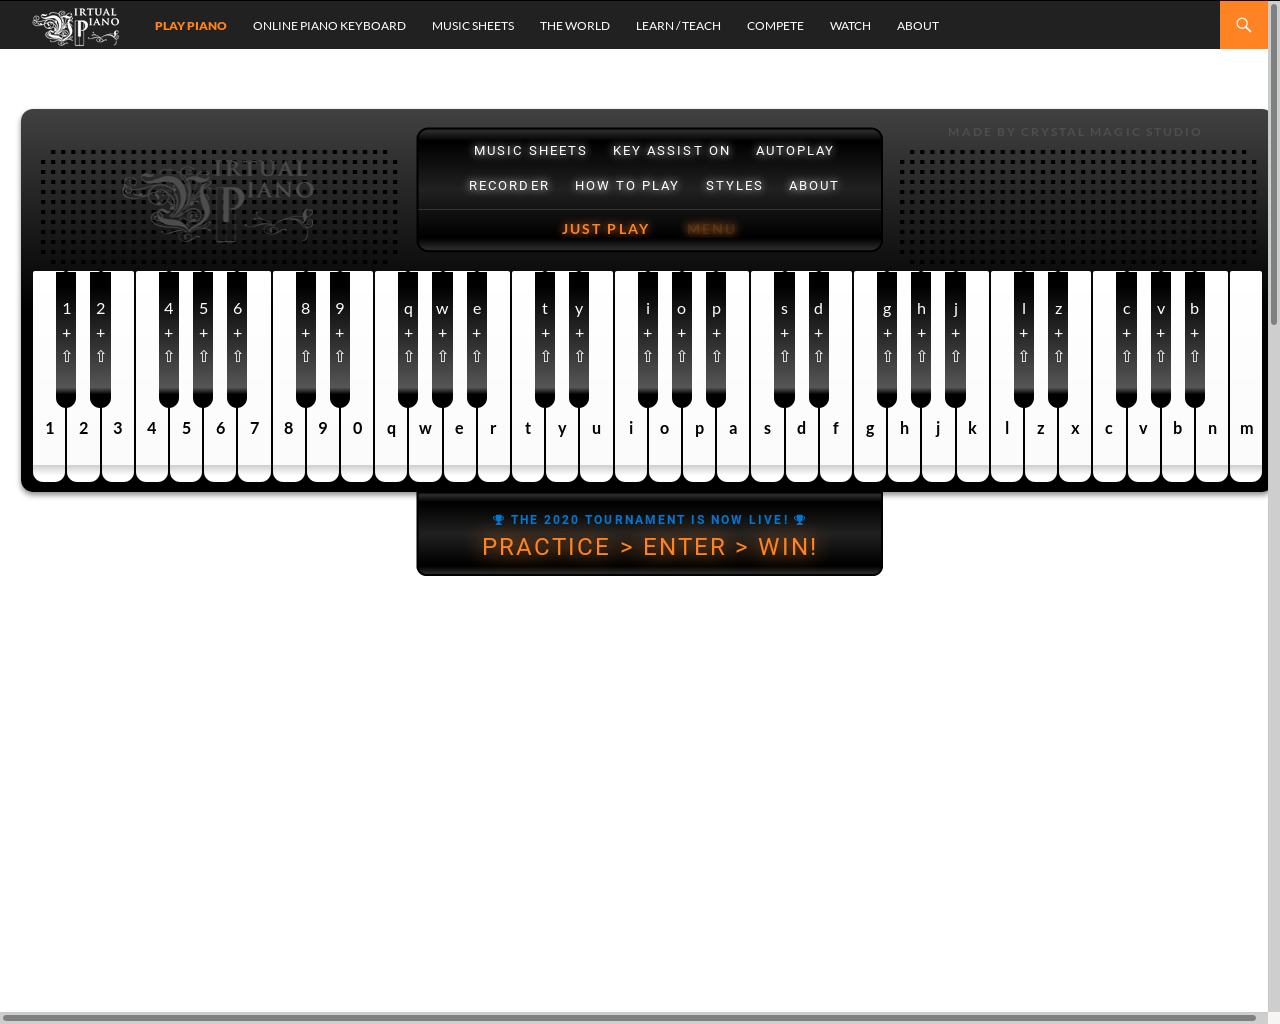 VIRTUAL PIANO
PLAY PIANO ONLINE PIANO KEYBOARD MUSIC SHEETS THE WORLD LEARN / TEACH COMPETE WATCH ABOUT
MADE BY CRYSTAL MAGIC STUDIO
VIRTUAL PIANO
MUSIC SHEETS KEY ASSIST ON AUTOPLAY
RECORDER HOW TO PLAY STYLES ABOUT
JUST PLAY MENU
1 2 4 5 6 8 9 q w e t y i o p s d g h j l z c v b
+ + + + + + + + + + + + + + + + + + + + + + + + +
⇧ ⇧ ⇧ ⇧ ⇧ ⇧ ⇧ ⇧ ⇧ ⇧ ⇧ ⇧ ⇧ ⇧ ⇧ ⇧ ⇧ ⇧ ⇧ ⇧ ⇧ ⇧ ⇧ ⇧ ⇧
1 2 3 4 5 6 7 8 9 0 q w e r t y u i o p a s d f g h j k l z x c v b n m
THE 2020 TOURNAMENT IS NOW LIVE!
PRACTICE > ENTER > WIN!